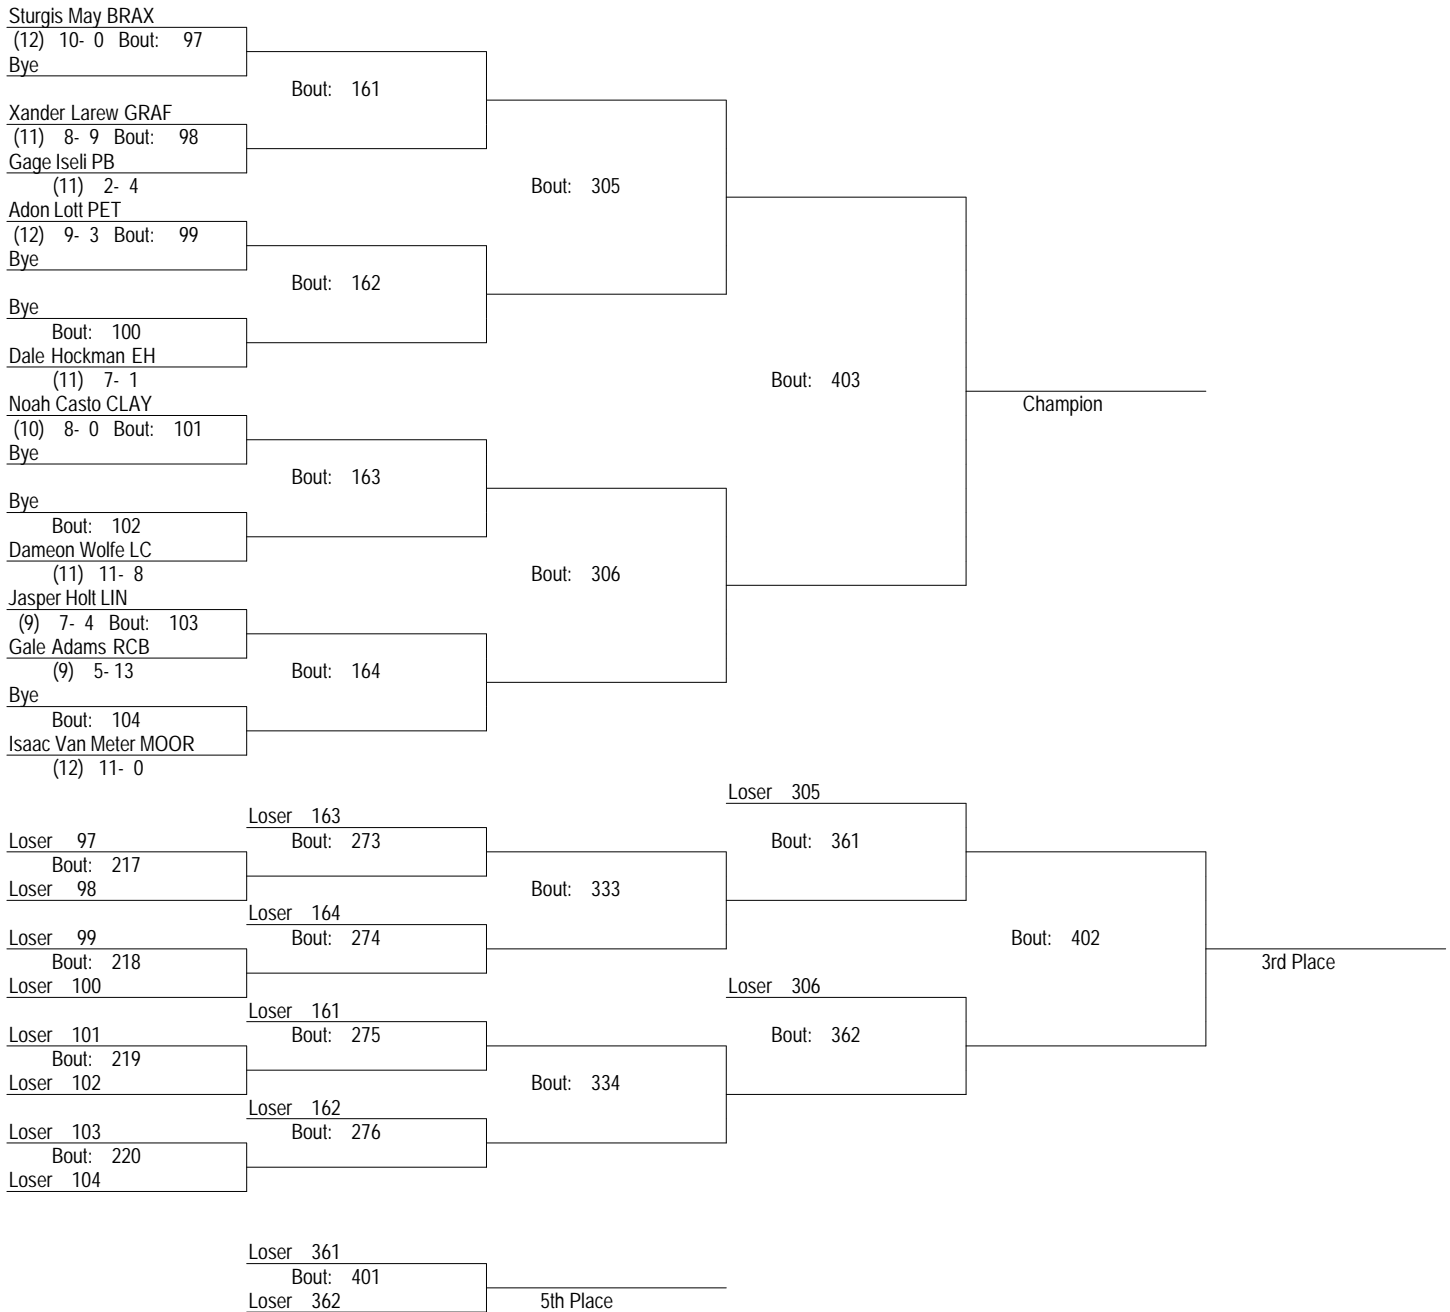 Sturgis May BRAX
(12) 10- 0 Bout: 97
Bye
Bout: 161
Xander Larew GRAF
(11) 8- 9 Bout: 98
Gage Iseli PB
(11) 2- 4
Bout: 305
Adon Lott PET
(12) 9- 3 Bout: 99
Bye
Bout: 162
Bye
Bout: 100
Dale Hockman EH
(11) 7- 1
Bout: 403
Noah Casto CLAY
Champion
(10) 8- 0 Bout: 101
Bye
Bout: 163
Bye
Bout: 102
Dameon Wolfe LC
(11) 11- 8
Bout: 306
Jasper Holt LIN
(9) 7- 4 Bout: 103
Gale Adams RCB
(9) 5- 13
Bout: 164
Bye
Bout: 104
Isaac Van Meter MOOR
(12) 11- 0
Loser 305
Loser 163
Loser 97
Bout: 273
Bout: 361
Bout: 217
Loser 98
Bout: 333
Loser 164
Loser 99
Bout: 274
Bout: 402
Bout: 218
3rd Place
Loser 100
Loser 306
Loser 161
Loser 101
Bout: 275
Bout: 362
Bout: 219
Loser 102
Bout: 334
Loser 162
Loser 103
Bout: 276
Bout: 220
Loser 104
Loser 361
Bout: 401
Loser 362
5th Place